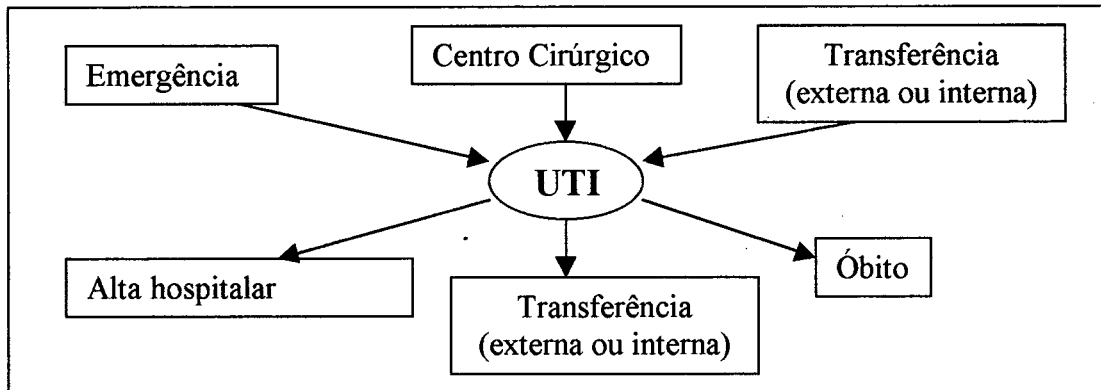 Emergência
Centro Cirúrgico
Transferência
(externa ou interna)
UTI
Alta hospitalar
Transferência
(externa ou interna)
Óbito